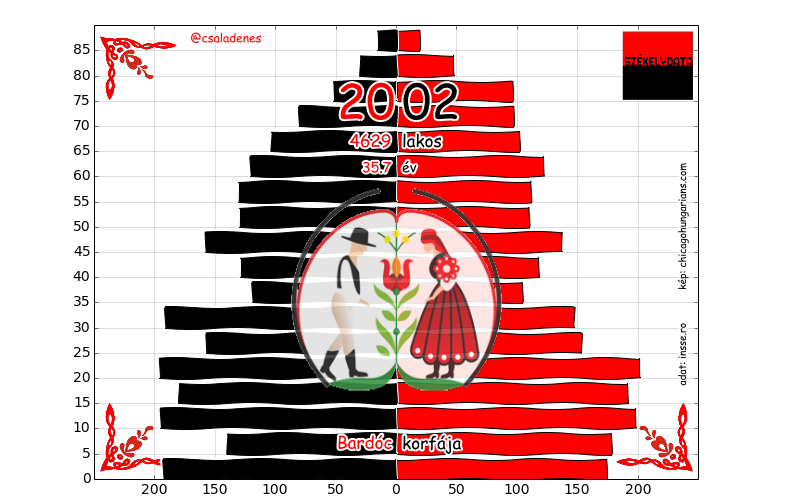 @csaladenes
SZÉKELYDATA
2002
4629 lakos
35.7 év
kép: chicagohungarians.com
adat: insse.ro
Bardóc korfája
85
80
75
70
65
60
55
50
45
40
35
30
25
20
15
10
5
0
200 150 100 50 0 50 100 150 200